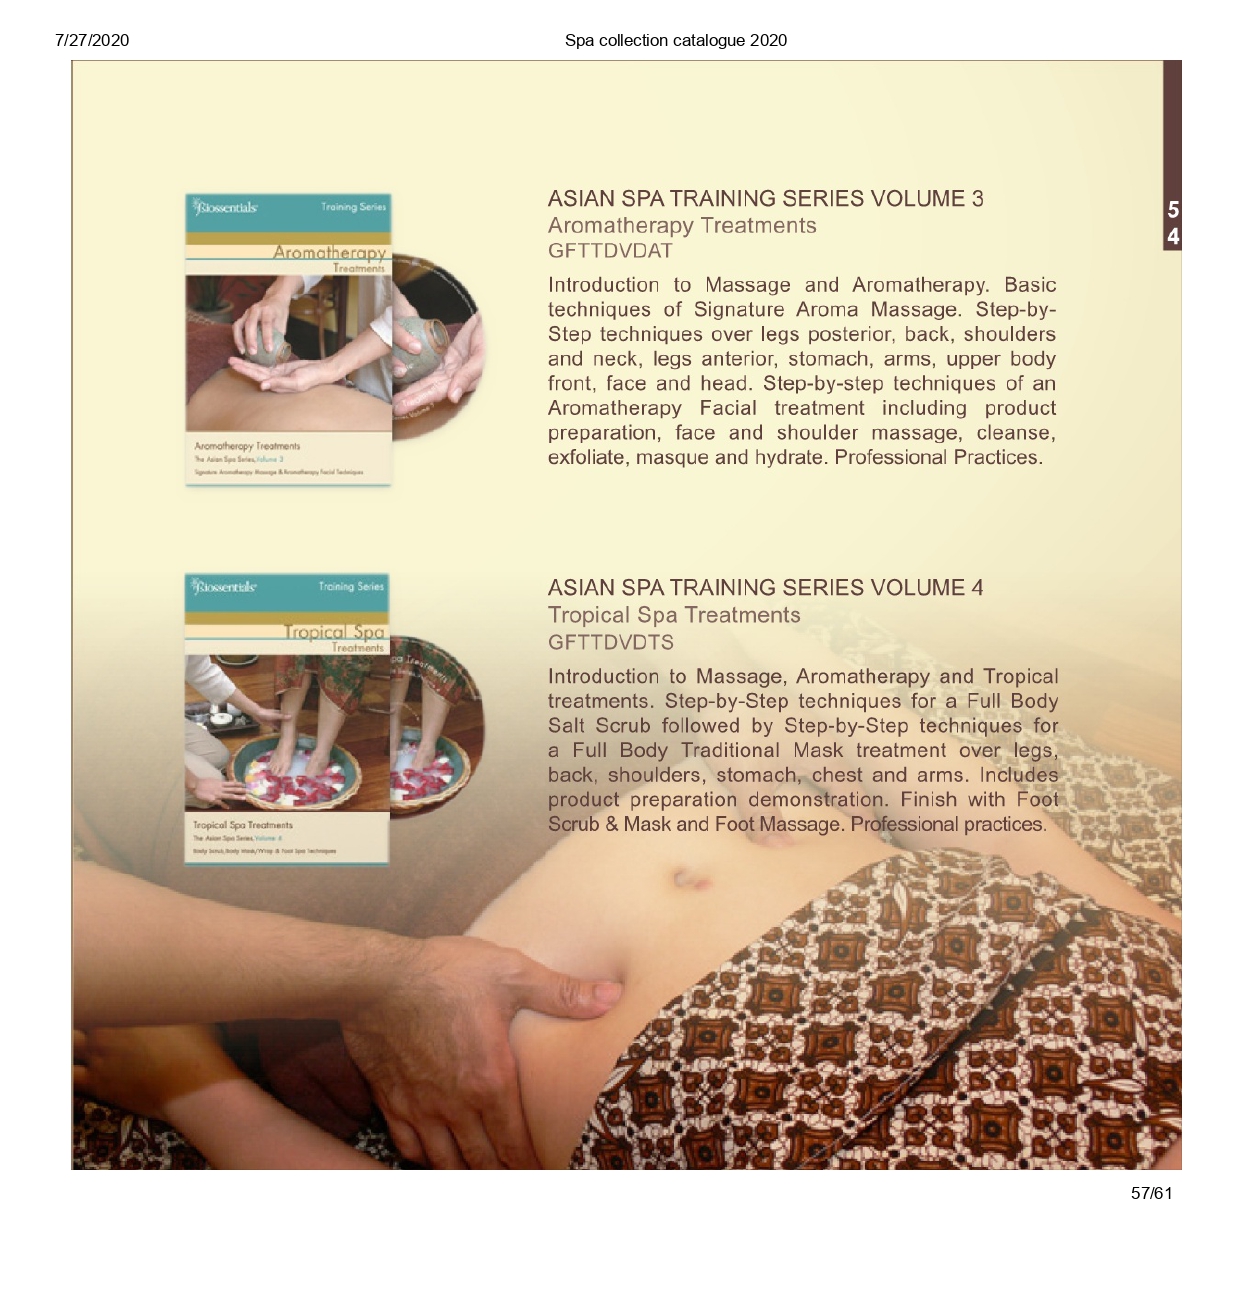 7/27/2020
Spa collection catalogue 2020
5
4
Biossentials
Training Series
Aromatherapy
Treatments
Aromatherapy Treatments
The Asian Spa Series, Volume 3
Signature Aromatherapy Massage & Aromatherapy Facial Techniques
ASIAN SPA TRAINING SERIES VOLUME 3
Aromatherapy Treatments
GFTTDVDAT
Introduction to Massage and Aromatherapy. Basic
techniques of Signature Aroma Massage. Step-by-
Step techniques over legs posterior, back, shoulders
and neck, legs anterior, stomach, arms, upper body
front, face and head. Step-by-step techniques of an
Aromatherapy Facial treatment including product
preparation, face and shoulder massage, cleanse,
exfoliate, masque and hydrate. Professional Practices.
Biossentials
Training Series
Tropical Spa
Treatments
Spa Treatments
Tropical Spa Treatments
The Asian Spa Series, Volume 4
Body Scrub, Body Mask/Wrap & Foot Spa Techniques
ASIAN SPA TRAINING SERIES VOLUME 4
Tropical Spa Treatments
GFTTDVDTS
Introduction to Massage, Aromatherapy and Tropical
treatments. Step-by-Step techniques for a Full Body
Salt Scrub followed by Step-by-Step techniques for
a Full Body Traditional Mask treatment over legs,
back, shoulders, stomach, chest and arms. Includes
product preparation demonstration. Finish with Foot
Scrub & Mask and Foot Massage. Professional practices.
57/61